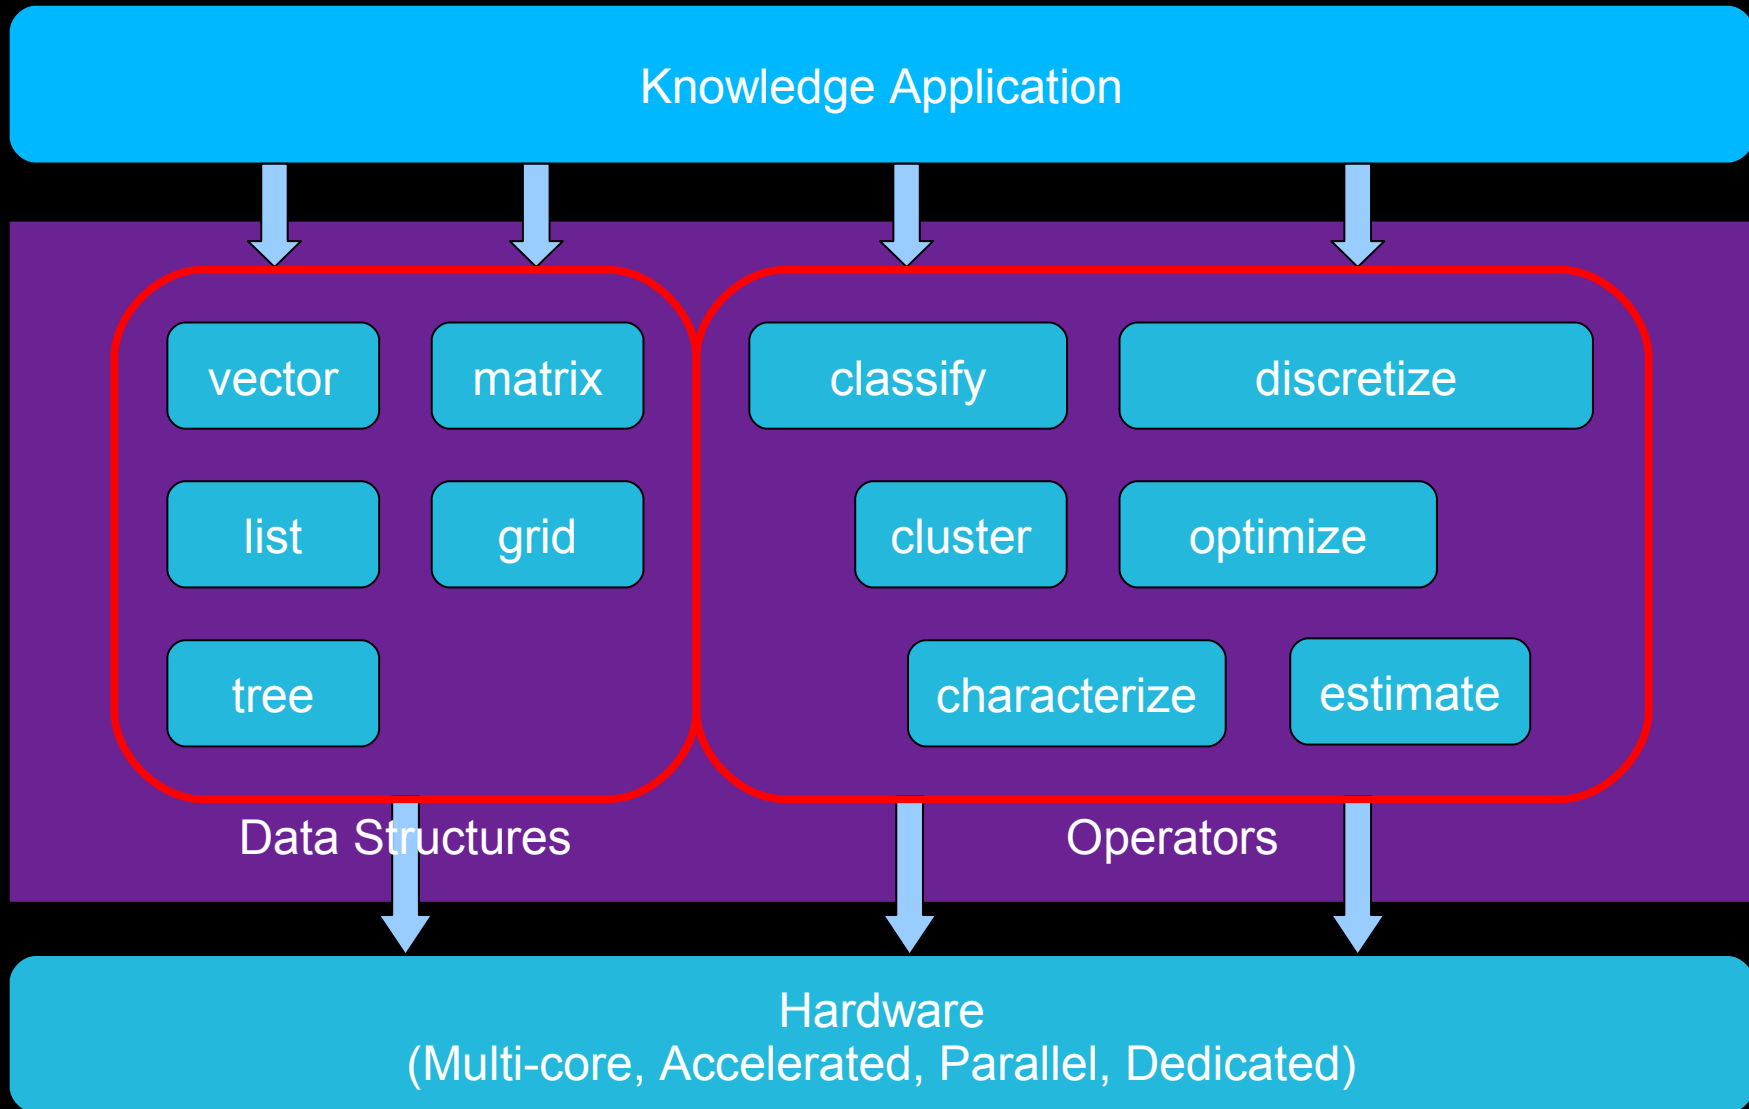 Knowledge Application
vector
matrix
classify
discretize
list
grid
cluster
optimize
tree
characterize
estimate
Data Structures
Operators
Hardware
(Multi-core, Accelerated, Parallel, Dedicated)